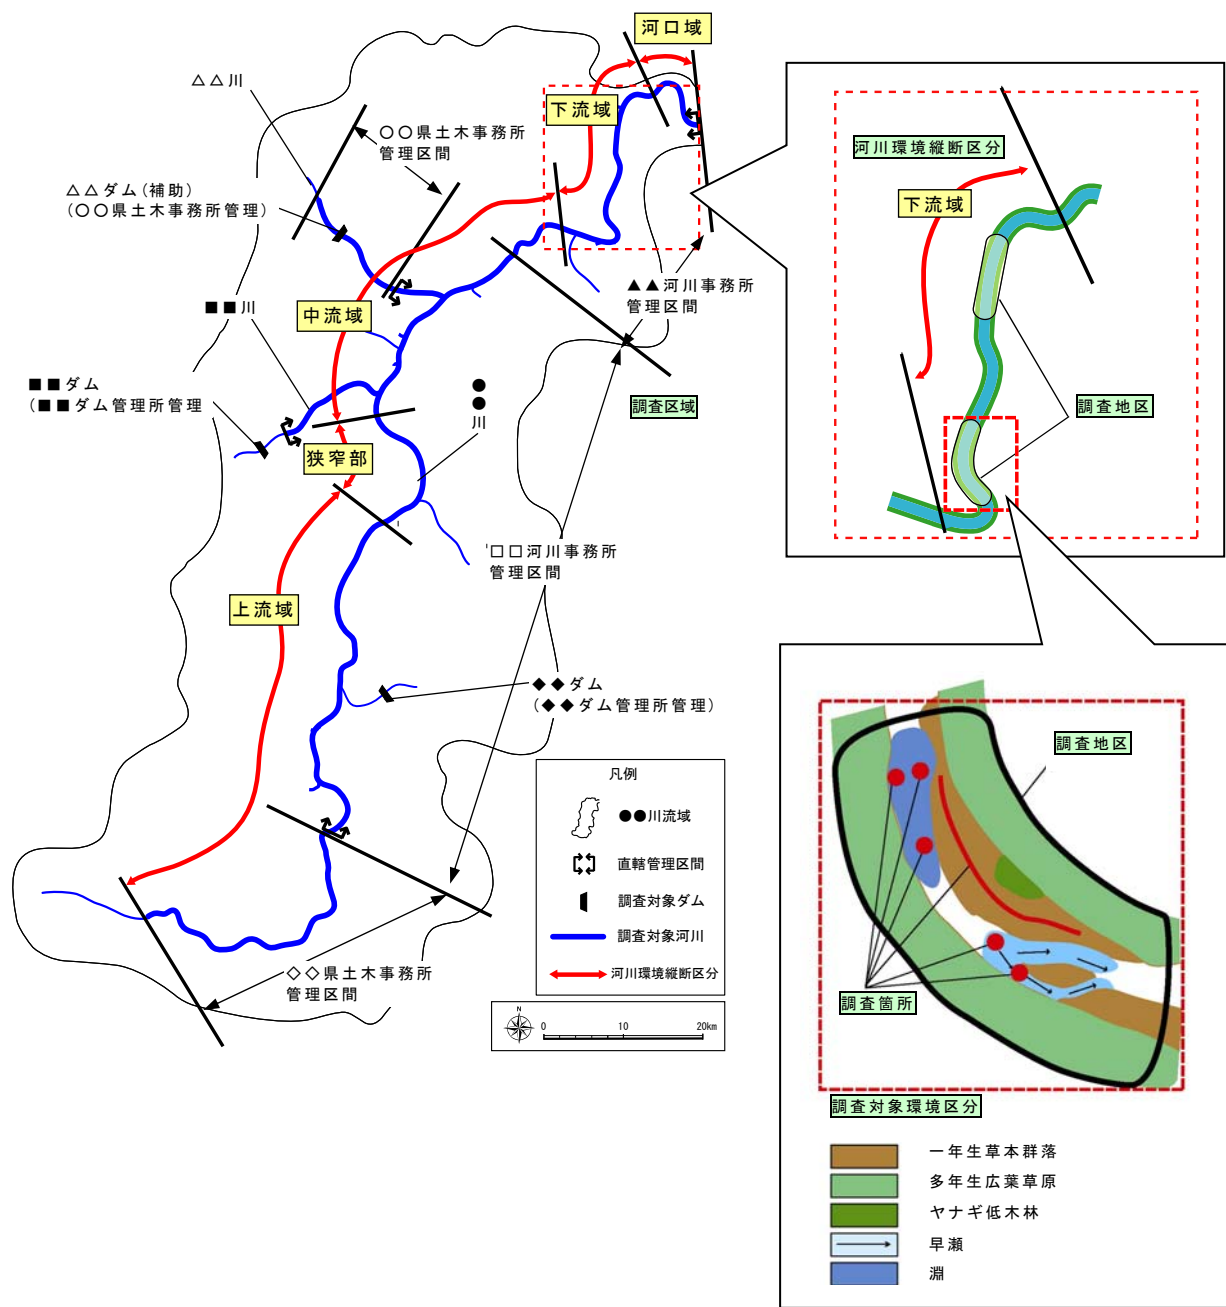 河口域
△△川
下流域
○○県土木事務所
管理区間
△△ダム(補助)
(○○県土木事務所管理)
▲▲河川事務所
管理区間
■■川
中流域
■■ダム
(■■ダム管理所管理
●●川
調査区域
狭窄部
□□河川事務所
管理区間
上流域
◆◆ダム
(◆◆ダム管理所管理)
凡例
●●川流域
直轄管理区間
調査対象ダム
調査対象河川
河川環境縦断区分
◇◇県土木事務所
管理区間
N
0 10 20km
河川環境縦断区分
下流域
調査地区
調査地区
調査箇所
調査対象環境区分
一年生草本群落
多年生広葉草原
ヤナギ低木林
早瀬
淵